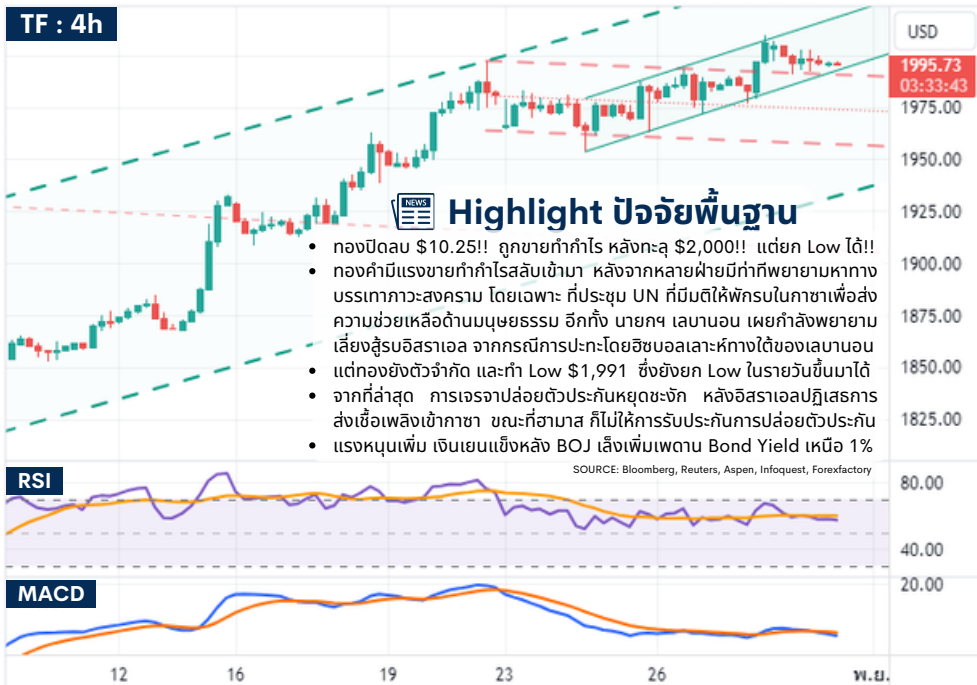 TF : 4h
USD
1995.73
03:33:43
1975.00
1950.00
1925.00
1900.00
1875.00
1850.00
1825.00
NEWS
Highlight ปัจจัยพื้นฐาน
• ทองปิดลบ $10.25!! ถูกขายทำกำไร หลังทะลุ $2,000!! แต่ยก Low ได้!!
• ทองคำมีแรงขายทำกำไรสลับเข้ามา หลังจากหลายฝ่ายมีท่าทีพยายามหาทาง
บรรเทาภาวะสงคราม โดยเฉพาะ ที่ประชุม UN ที่มีมติให้พักรบในกาซาเพื่อส่ง
ความช่วยเหลือด้านมนุษยธรรม อีกทั้ง นายกฯ เลบานอน เผยกำลังพยายาม
เลี่ยงสู้รบอิสราเอล จากกรณีการปะทะโดยฮิซบอลเลาะห์ทางใต้ของเลบานอน
• แต่ทองยังตัวจำกัด และทำ Low $1,991 ซึ่งยังยก Low ในรายวันขึ้นมาได้
• จากที่ล่าสุด การเจรจาปล่อยตัวประกันหยุดชะงัก หลังอิสราเอลปฏิเสธการ
ส่งเชื้อเพลิงเข้ากาซา ขณะที่ฮามาส ก็ไม่ให้การรับประกันการปล่อยตัวประกัน
• แรงหนุนเพิ่ม เงินเยนแข็งหลัง BOJ เล็งเพิ่มเพดาน Bond Yield เหนือ 1%
SOURCE: Bloomberg, Reuters, Aspen, Infoquest, Forexfactory
RSI
80.00
40.00
MACD
20.00
12 16 19 23 26 พ.ย.